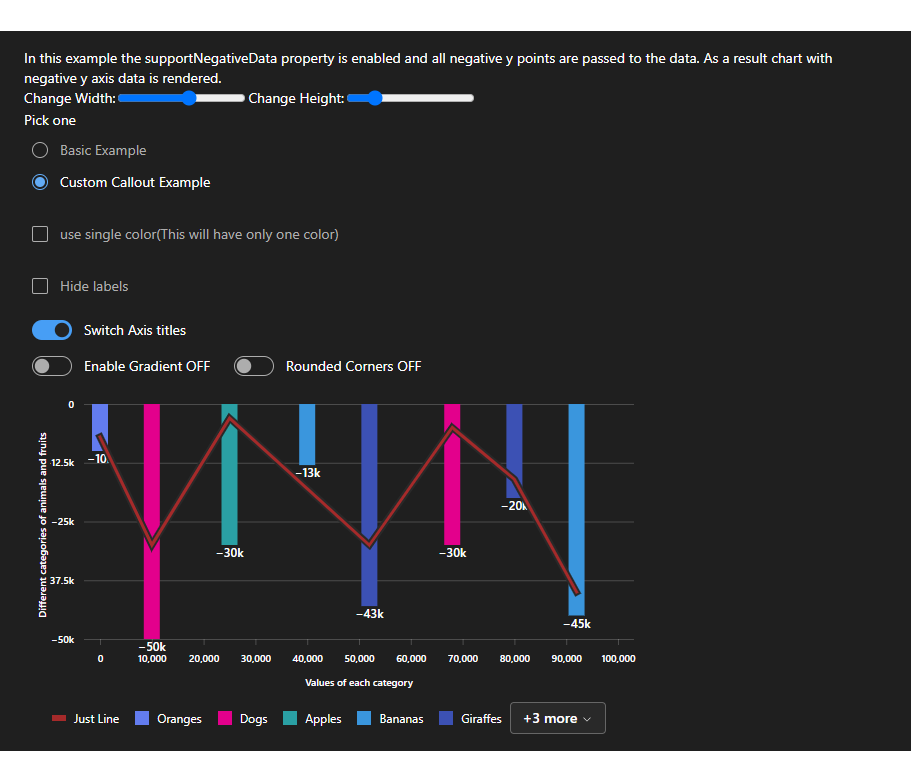 In this example the supportNegativeData property is enabled and all negative y points are passed to the data. As a result chart with
negative y axis data is rendered.
Change Width: Change Height:
Pick one
Basic Example
Custom Callout Example
use single color(This will have only one color)
Hide labels
Switch Axis titles
Enable Gradient OFF Rounded Corners OFF
Different categories of animals and fruits
0
12.5k
−25k
37.5k
−50k
−10
−50k
−30k
−13k
−43k
−30k
−20k
−45k
0 10,000 20,000 30,000 40,000 50,000 60,000 70,000 80,000 90,000 100,000
Values of each category
Just Line Oranges Dogs Apples Bananas Giraffes +3 more